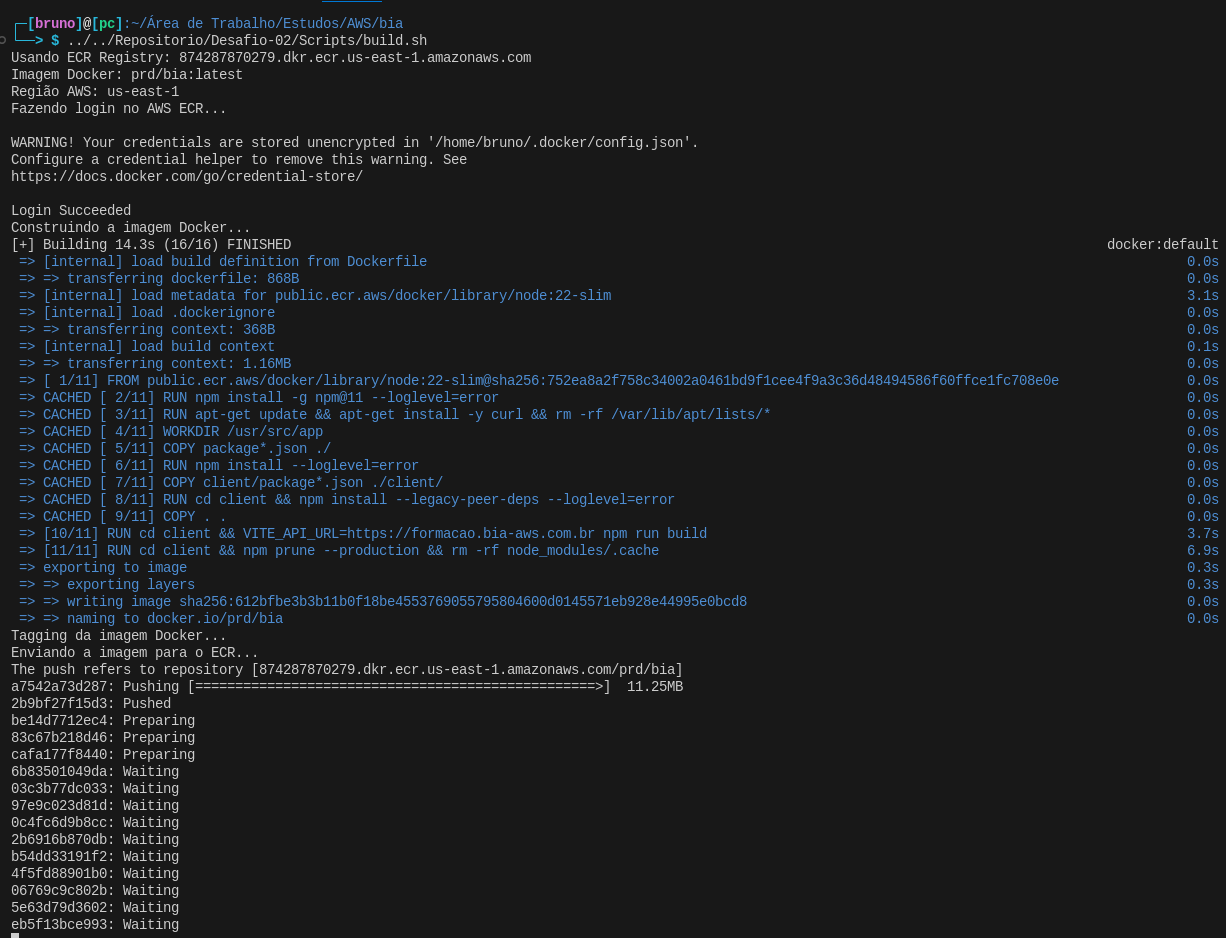 ┌─[bruno]@[pc]:~/Área de Trabalho/Estudos/AWS/bia
└──> $ ../../Repositorio/Desafio-02/Scripts/build.sh
Usando ECR Registry: 874287870279.dkr.ecr.us-east-1.amazonaws.com
Imagem Docker: prd/bia:latest
Região AWS: us-east-1
Fazendo login no AWS ECR...
WARNING! Your credentials are stored unencrypted in '/home/bruno/.docker/config.json'.
Configure a credential helper to remove this warning. See
https://docs.docker.com/go/credential-store/
Login Succeeded
Construindo a imagem Docker...
[+] Building 14.3s (16/16) FINISHED docker:default
=> [internal] load build definition from Dockerfile 0.0s
=> => transferring dockerfile: 868B 0.0s
=> [internal] load metadata for public.ecr.aws/docker/library/node:22-slim 3.1s
=> [internal] load .dockerignore 0.0s
=> => transferring context: 368B 0.0s
=> [internal] load build context 0.1s
=> => transferring context: 1.16MB 0.0s
=> [ 1/11] FROM public.ecr.aws/docker/library/node:22-slim@sha256:752ea8a2f758c34002a0461bd9f1cee4f9a3c36d48494586f60ffce1fc708e0e 0.0s
=> CACHED [ 2/11] RUN npm install -g npm@11 --loglevel=error 0.0s
=> CACHED [ 3/11] RUN apt-get update && apt-get install -y curl && rm -rf /var/lib/apt/lists/* 0.0s
=> CACHED [ 4/11] WORKDIR /usr/src/app 0.0s
=> CACHED [ 5/11] COPY package*.json ./ 0.0s
=> CACHED [ 6/11] RUN npm install --loglevel=error 0.0s
=> CACHED [ 7/11] COPY client/package*.json ./client/ 0.0s
=> CACHED [ 8/11] RUN cd client && npm install --legacy-peer-deps --loglevel=error 0.0s
=> CACHED [ 9/11] COPY . . 0.0s
=> [10/11] RUN cd client && VITE_API_URL=https://formacao.bia-aws.com.br npm run build 3.7s
=> [11/11] RUN cd client && npm prune --production && rm -rf node_modules/.cache 6.9s
=> exporting to image 0.3s
=> => exporting layers 0.3s
=> => writing image sha256:612bfbe3b3b11b0f18be4553769055795804600d0145571eb928e44995e0bcd8 0.0s
=> => naming to docker.io/prd/bia 0.0s
Tagging da imagem Docker...
Enviando a imagem para o ECR...
The push refers to repository [874287870279.dkr.ecr.us-east-1.amazonaws.com/prd/bia]
a7542a73d287: Pushing [==================================================>]  11.25MB
2b9bf27f15d3: Pushed
be14d7712ec4: Preparing
83c67b218d46: Preparing
cafa177f8440: Preparing
6b83501049da: Waiting
03c3b77dc033: Waiting
97e9c023d81d: Waiting
0c4fc6d9b8cc: Waiting
2b6916b870db: Waiting
b54dd33191f2: Waiting
4f5fd88901b0: Waiting
06769c9c802b: Waiting
5e63d79d3602: Waiting
eb5f13bce993: Waiting